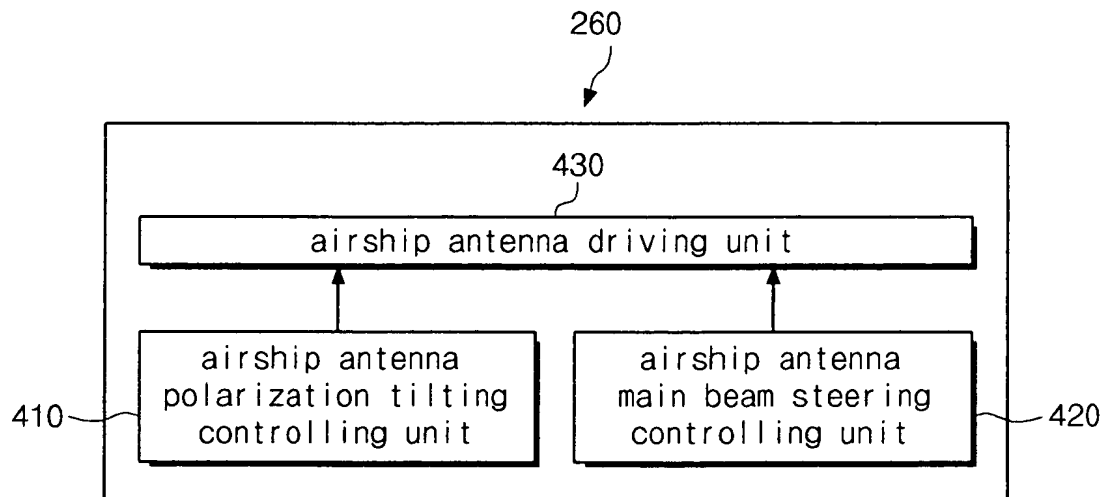 260
430
airship antenna driving unit
airship antenna
polarization tilting
controlling unit
410
airship antenna
main beam steering
controlling unit
420